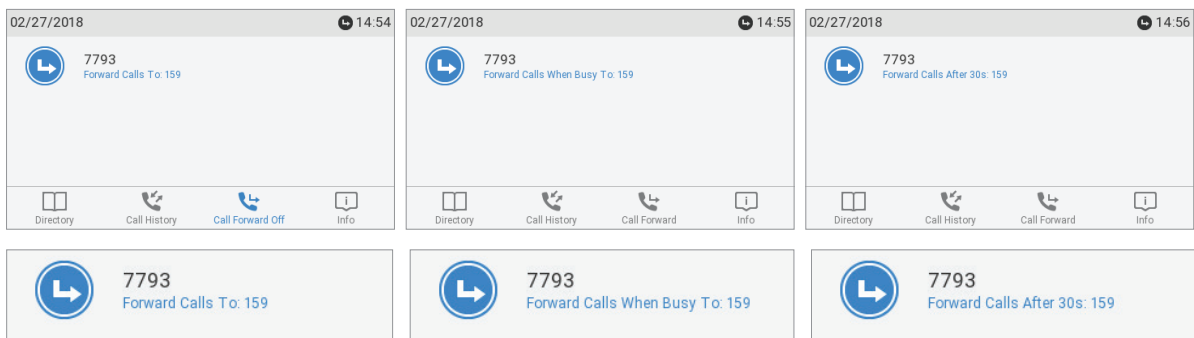 02/27/2018 14:54
7793
Forward Calls To: 159
Directory Call History Call Forward Off Info
02/27/2018 14:55
7793
Forward Calls When Busy To: 159
Directory Call History Call Forward Info
02/27/2018 14:56
7793
Forward Calls After 30s: 159
Directory Call History Call Forward Info
7793
Forward Calls To: 159
7793
Forward Calls When Busy To: 159
7793
Forward Calls After 30s: 159